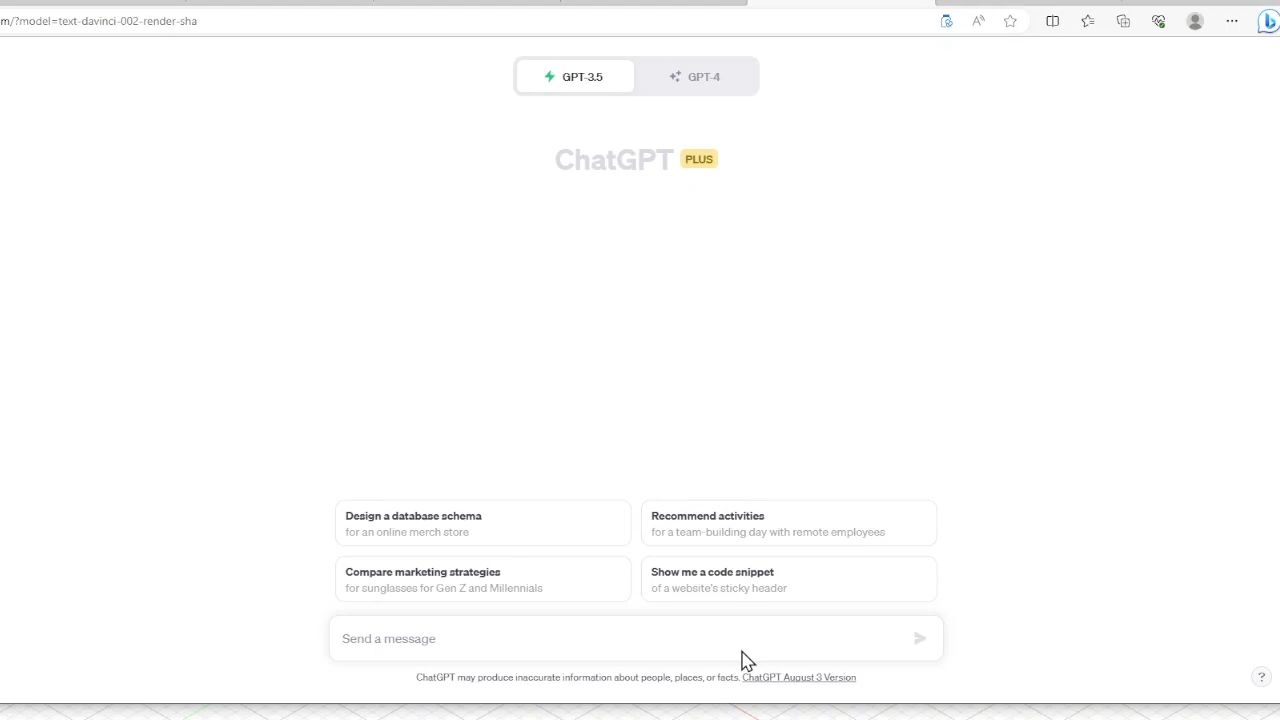 m/?model=text-davinci-002-render-sha
GPT-3.5
GPT-4
ChatGPT PLUS
Design a database schema
for an online merch store
Recommend activities
for a team-building day with remote employees
Compare marketing strategies
for sunglasses for Gen Z and Millennials
Show me a code snippet
of a website's sticky header
Send a message
ChatGPT may produce inaccurate information about people, places, or facts. ChatGPT August 3 Version
?